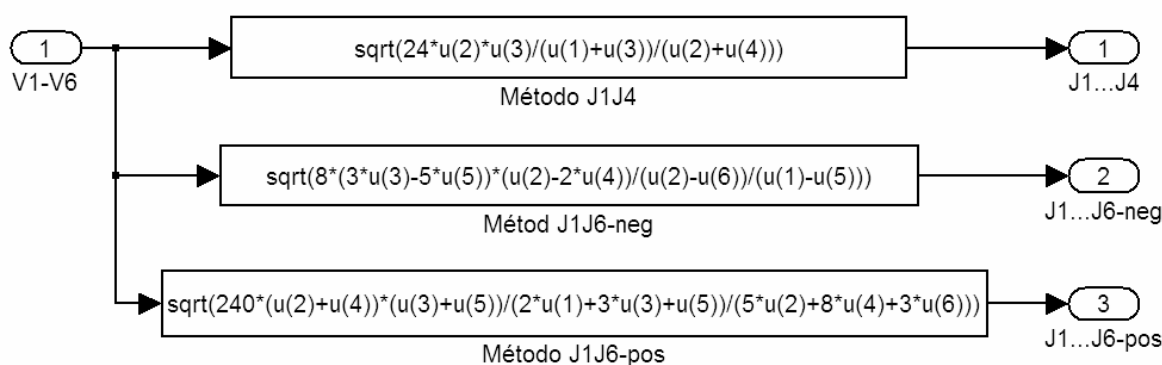 1
V1-V6
sqrt(24*u(2)*u(3)/(u(1)+u(3))/(u(2)+u(4)))
Método J1J4
1
J1...J4
sqrt(8*(3*u(3)-5*u(5))*(u(2)-2*u(4))/(u(2)-u(6))/(u(1)-u(5)))
Métod J1J6-neg
2
J1...J6-neg
sqrt(240*(u(2)+u(4))*(u(3)+u(5))/(2*u(1)+3*u(3)+u(5))/(5*u(2)+8*u(4)+3*u(6)))
Método J1J6-pos
3
J1...J6-pos